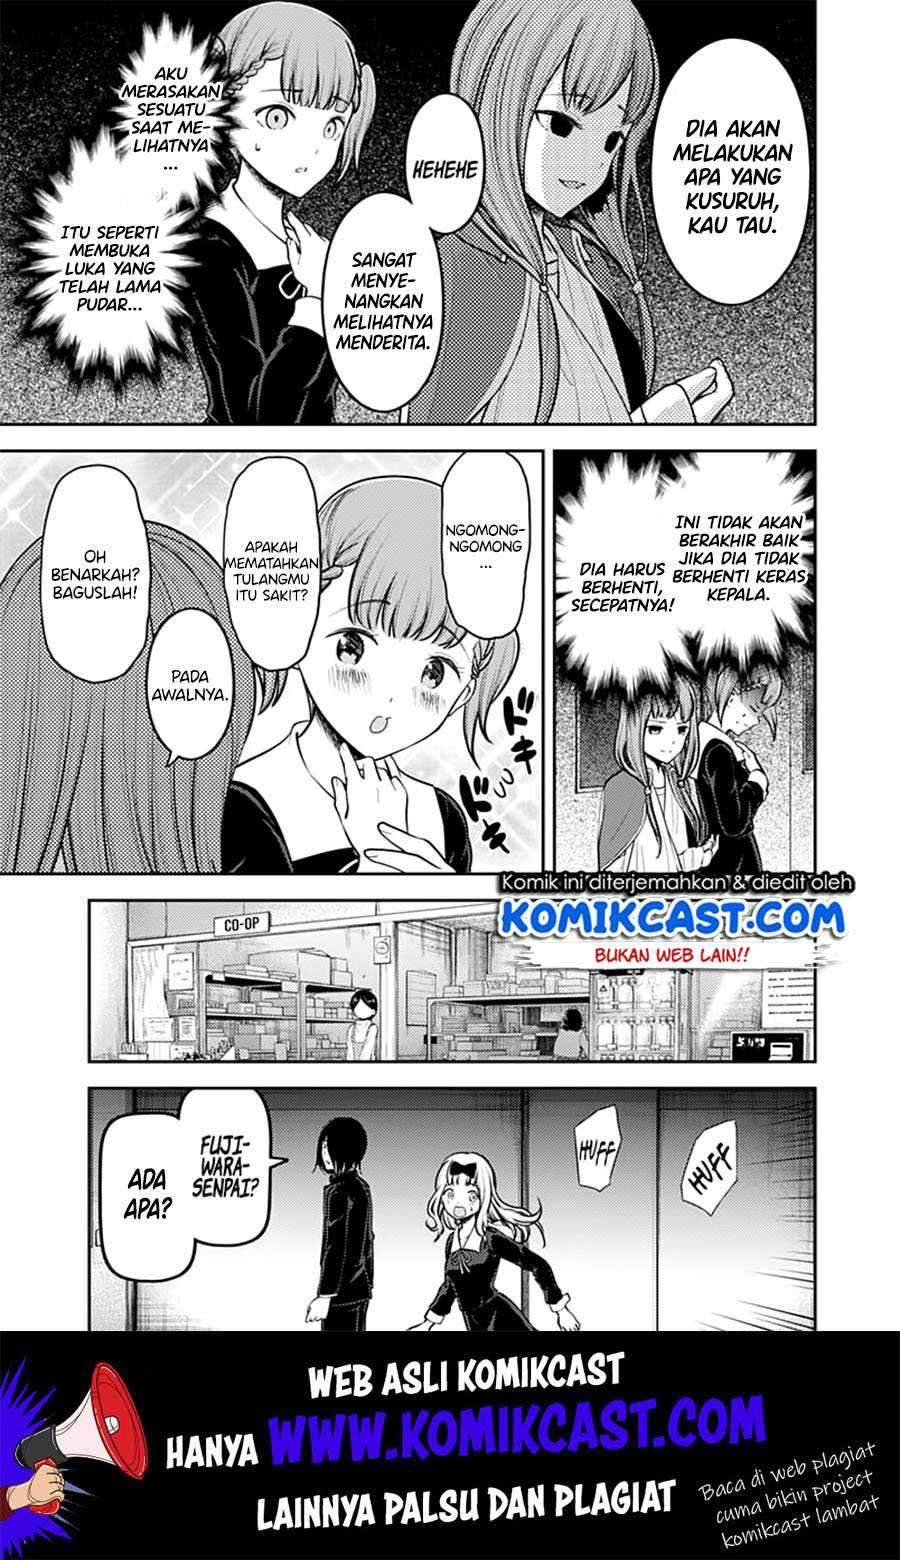 DIA AKAN
MELAKUKAN
APA YANG
KUSURUH,
KAU TAU.
HEHEHE
SANGAT
MENYE-
NANGKAN
MELIHATNYA
MENDERITA.
AKU
MERASAKAN
SESUATU
SAAT ME-
LIHATNYA
...
ITU SEPERTI
MEMBUKA
LUKA YANG
TELAH LAMA
PUDAR...
INI TIDAK AKAN
BERAKHIR BAIK
JIKA DIA TIDAK
BERHENTI KERAS
KEPALA.
DIA HARUS
BERHENTI,
SECEPATNYA!
NGOMONG-
NGOMONG
...
APAKAH
MEMATAHKAN
TULANGMU
ITU SAKIT?
PADA
AWALNYA.
OH
BENARKAH?
BAGUSLAH!
ドキ
ドキ
Komik ini diterjemahkan & diedit oleh
KOMIKCAST.COM
BUKAN WEB LAIN!!
CO-OP
HUFF
HUFF
FUJI-
WARA-
SENPAI?
ADA
APA?
WEB ASLI KOMIKCAST
HANYA WWW.KOMIKCAST.COM
LAINNYA PALSU DAN PLAGIAT
Baca di web plagiat
cuma bikin project
komikcast lambat